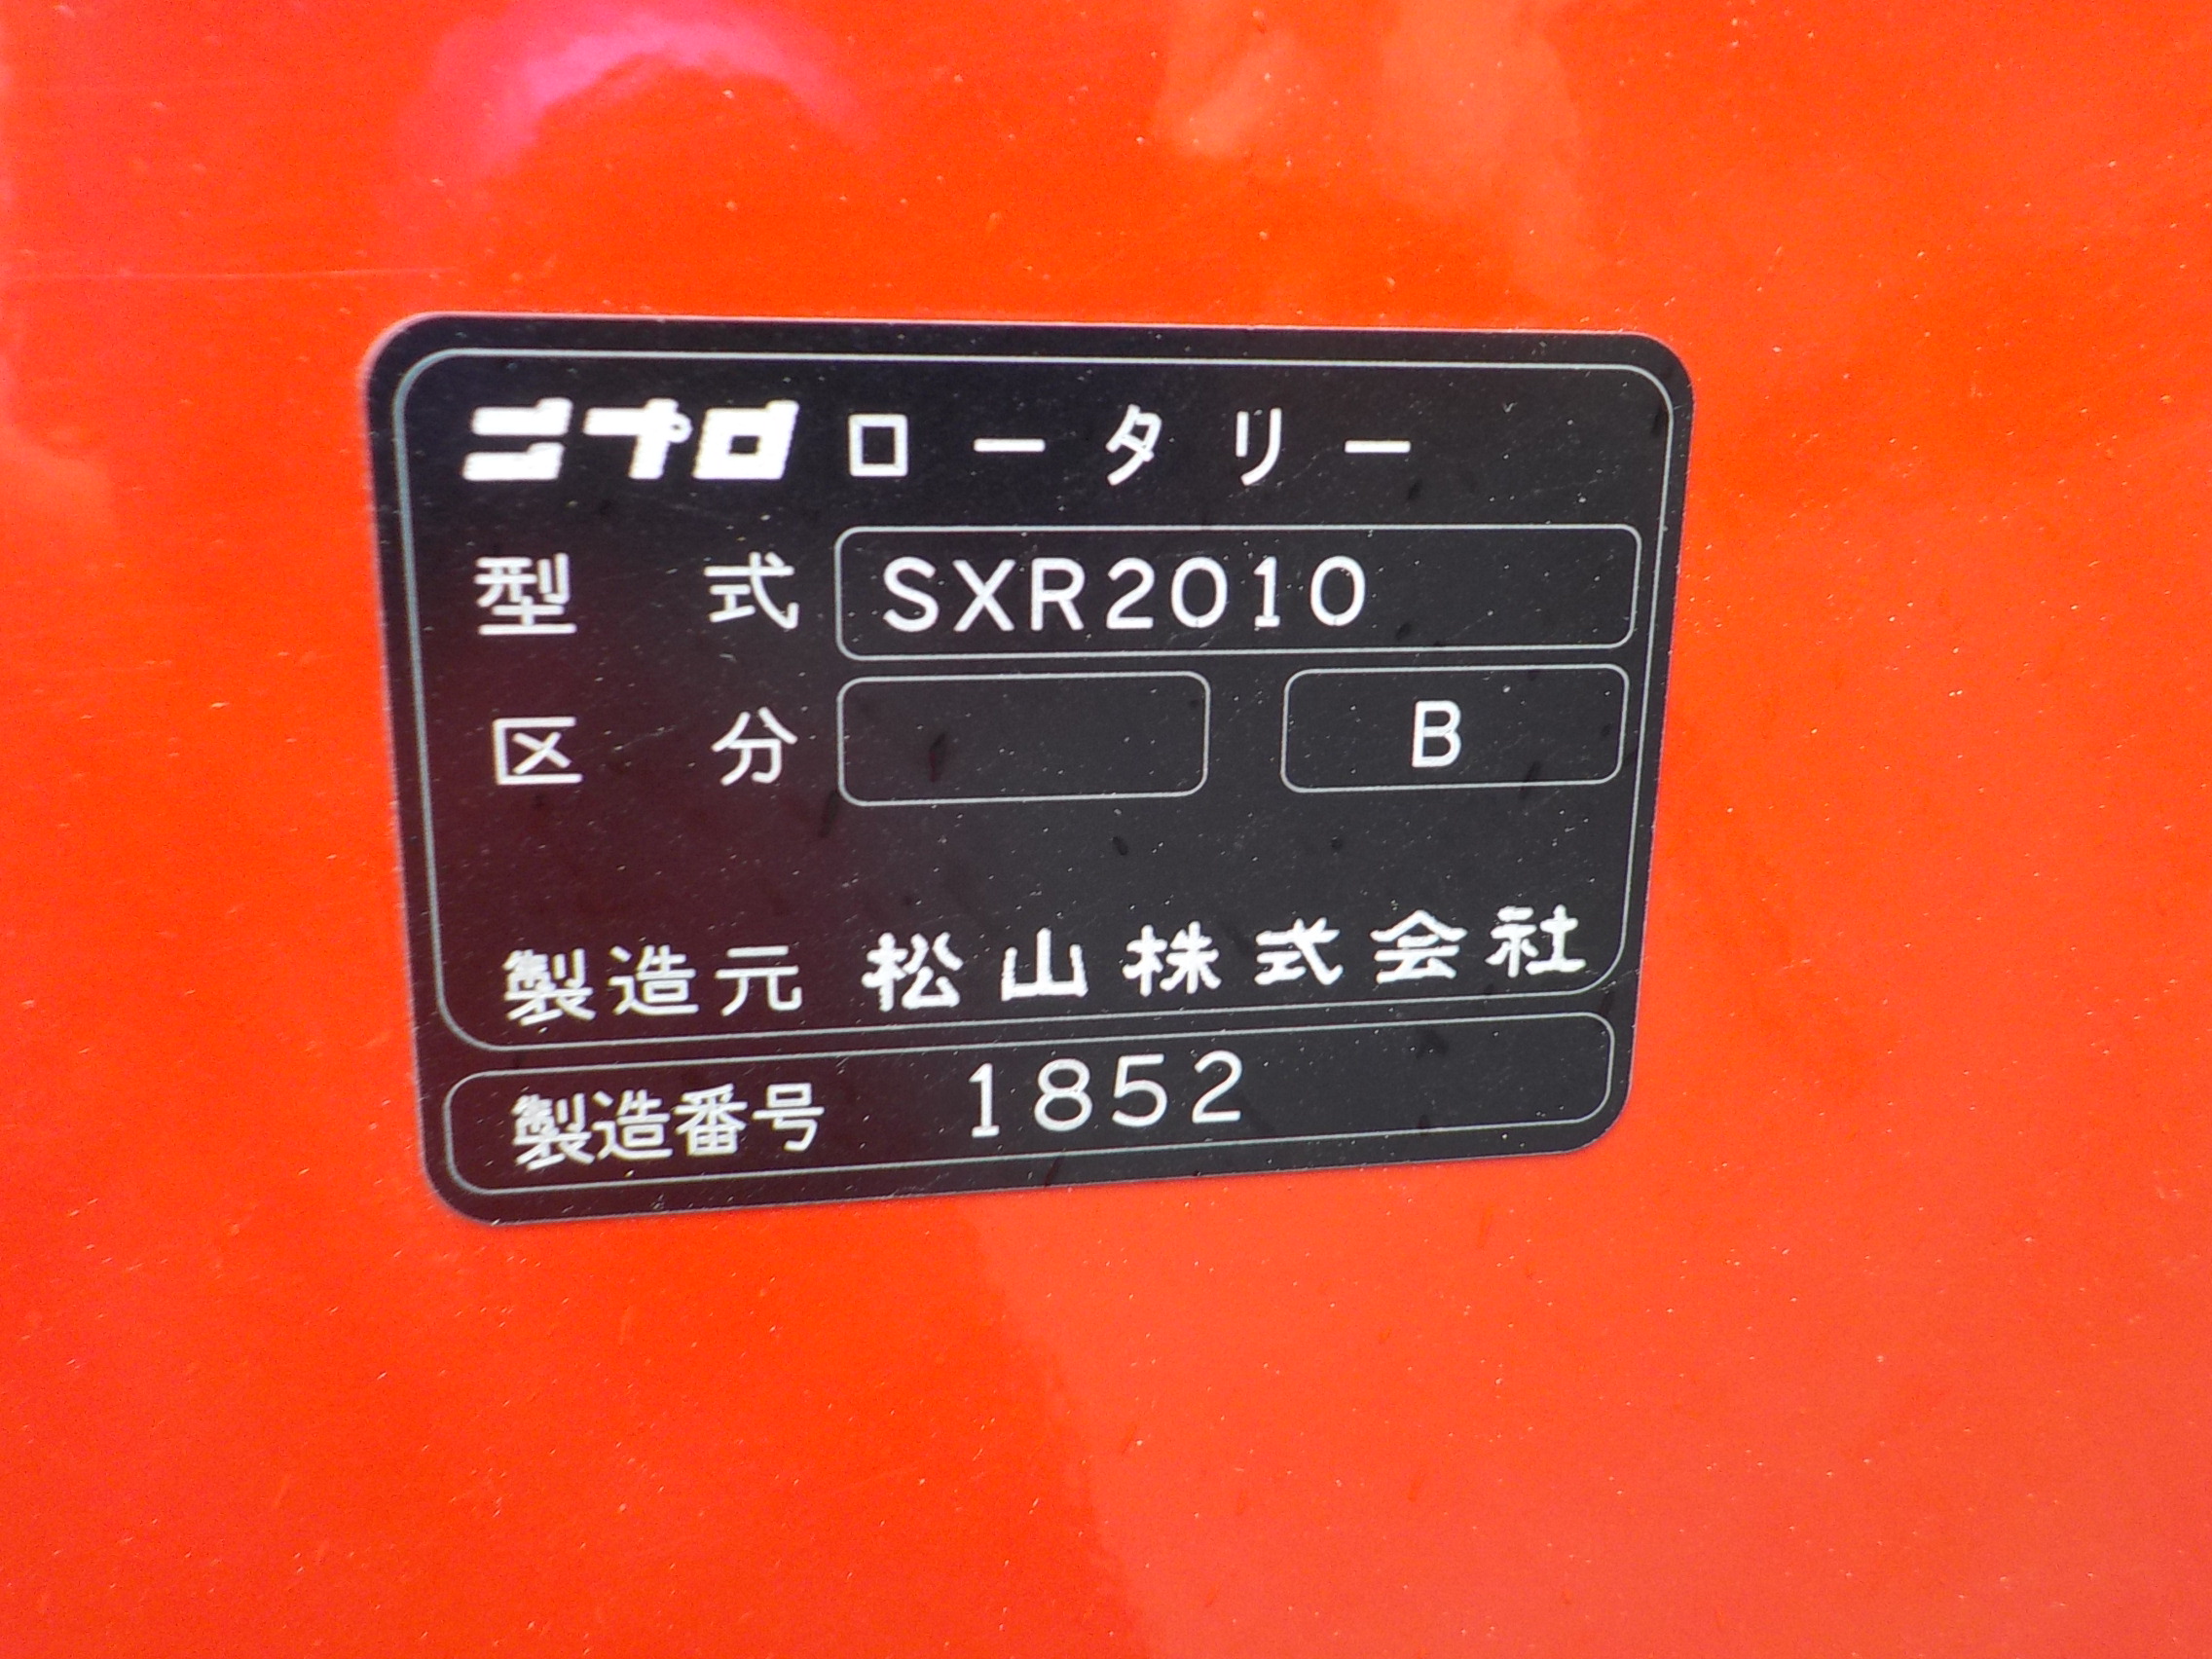 ニプロ ロータリー
型式 SXR2010
区分 B
製造元 松山株式会社
製造番号 1852